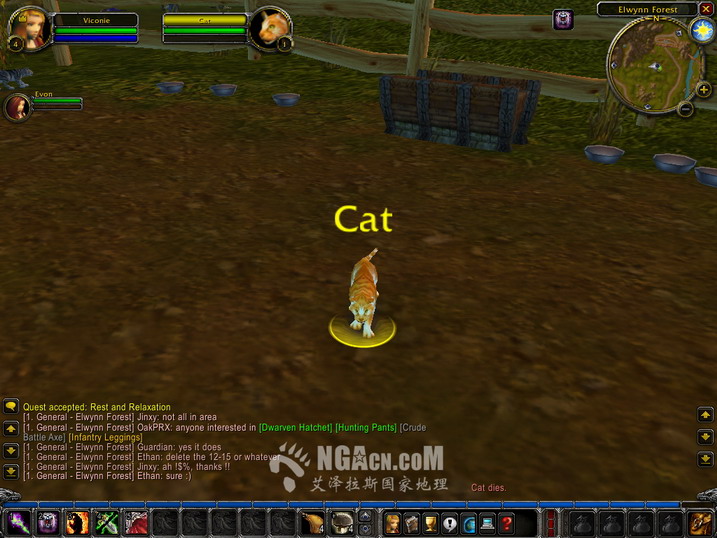 Viconie
4
Cat
1
Elwynn Forest
N
Evon
Cat
Quest accepted: Rest and Relaxation
[1. General - Elwynn Forest] Jinxy: not all in area
[1. General - Elwynn Forest] OakPRX: anyone interested in [Dwarven Hatchet] [Hunting Pants] [Crude
Battle Axe] [Infantry Leggings]
[1. General - Elwynn Forest] Guardian: yes it does
[1. General - Elwynn Forest] Ethan: delete the 12-15 or whatever
[1. General - Elwynn Forest] Jinxy: ah !$%, thanks !!
[1. General - Elwynn Forest] Ethan: sure :)
NGACN.COM
艾泽拉斯国家地理
Cat dies.